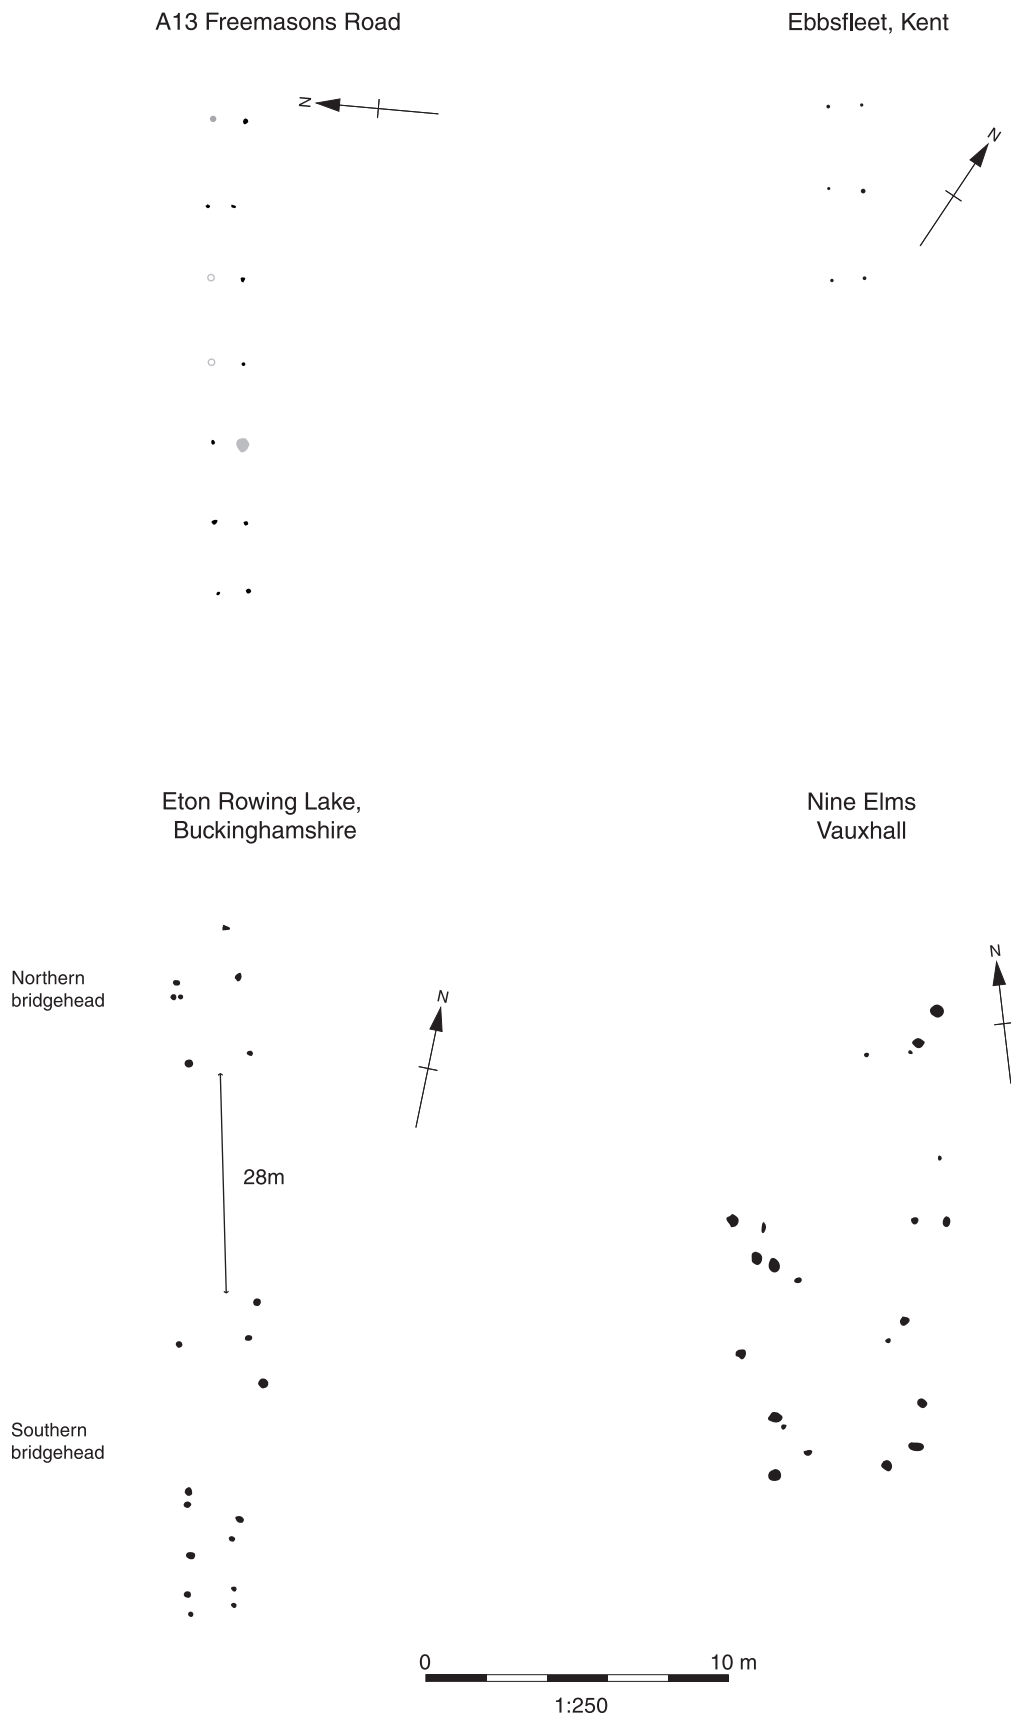 A13 Freemasons Road
Ebbsfleet, Kent
N
N
Eton Rowing Lake,
Buckinghamshire
Nine Elms
Vauxhall
Northern
bridgehead
N
N
28m
Southern
bridgehead
0 10 m
1:250